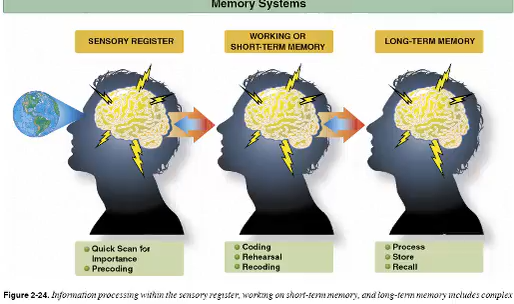 Memory Systems
SENSORY REGISTER
WORKING OR
SHORT-TERM MEMORY
LONG-TERM MEMORY
Quick Scan for
Importance
Precoding
Coding
Rehearsal
Recoding
Process
Store
Recall
Figure 2-24. Information processing within the sensory register, working on short-term memory, and long-term memory includes complex